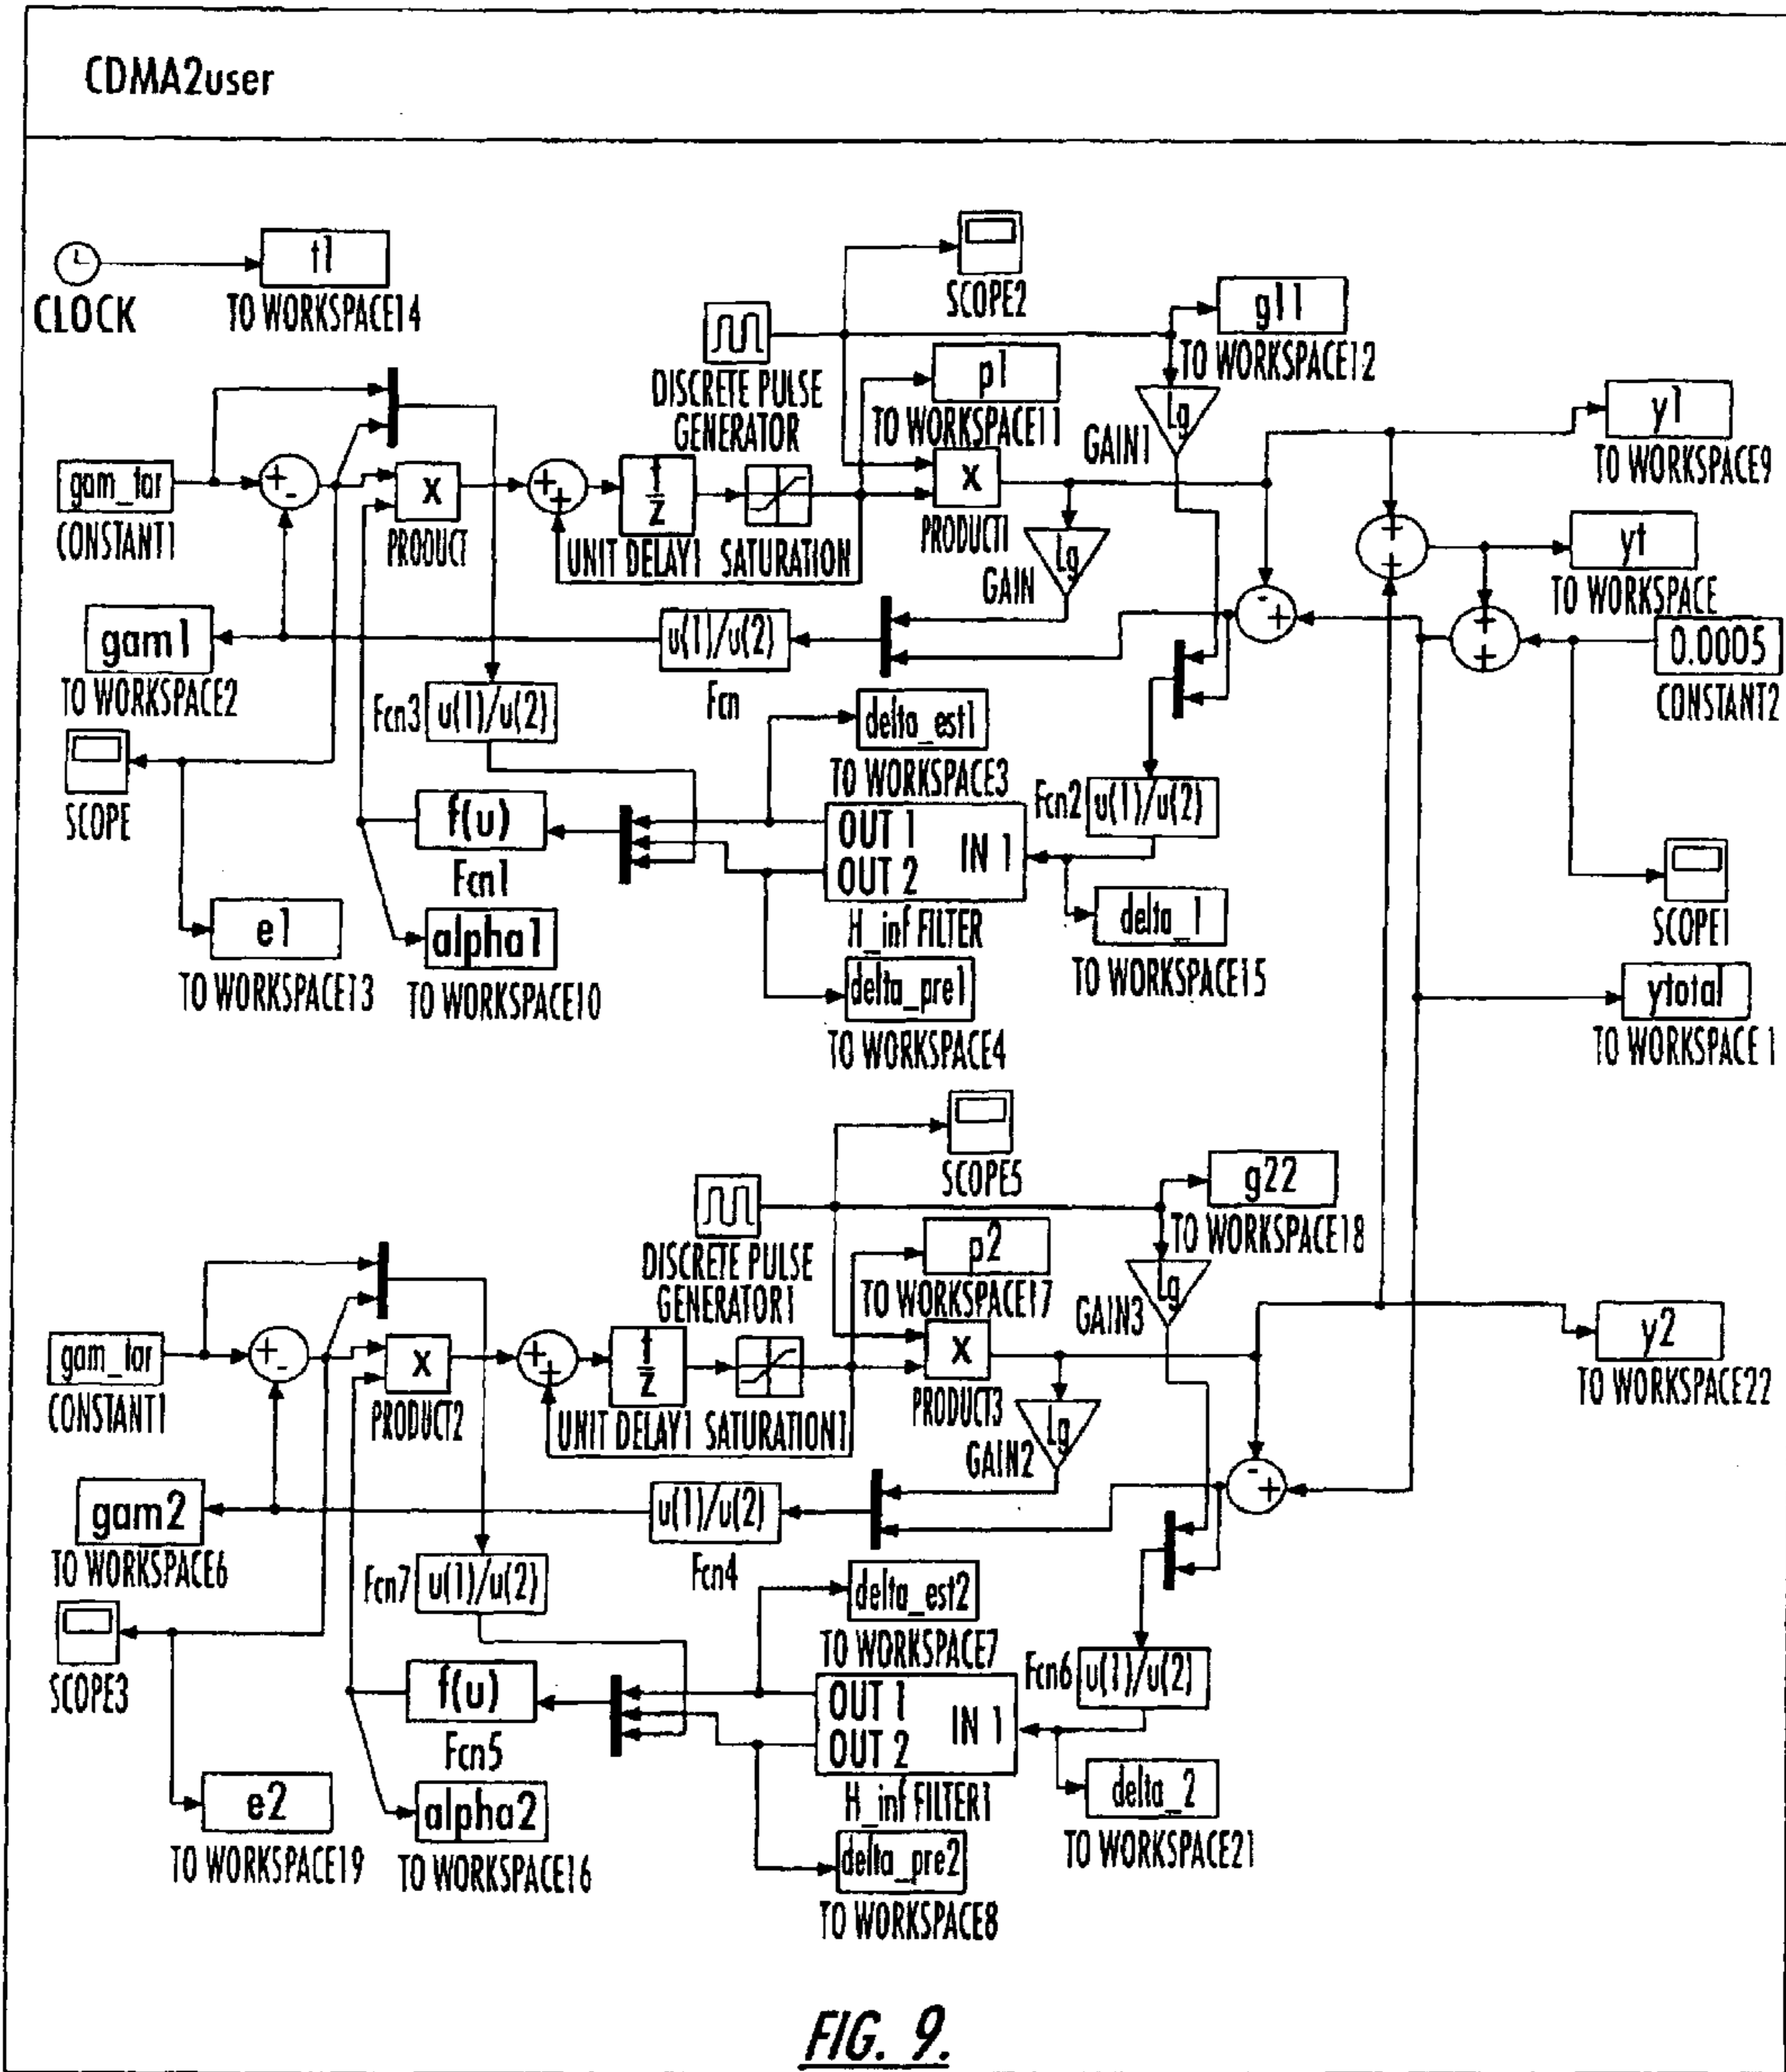 CDMA2user
t1
CLOCK
TO WORKSPACE14
SCOPE2
g11
TO WORKSPACE12
DISCRETE PULSE
GENERATOR
p1
TO WORKSPACE11
Lg
GAIN1
y1
TO WORKSPACE9
gam_tar
CONSTANT1
+
-
X
PRODUCT
+
+
1
z
UNIT DELAY1
SATURATION
X
PRODUCT1
Lg
GAIN
+
+
yt
TO WORKSPACE
gam1
TO WORKSPACE2
u(1)/u(2)
Fcn
-
+
+
+
0.0005
CONSTANT2
Fcn3
u(1)/u(2)
delta_est1
TO WORKSPACE3
Fcn2
u(1)/u(2)
SCOPE
f(u)
Fcn1
OUT 1
OUT 2
IN 1
H_inf FILTER
SCOPE1
e1
TO WORKSPACE13
alpha1
TO WORKSPACE10
delta_pre1
TO WORKSPACE4
delta_1
TO WORKSPACE15
ytotal
TO WORKSPACE 1
SCOPE5
g22
TO WORKSPACE18
DISCRETE PULSE
GENERATOR1
p2
TO WORKSPACE17
Lg
GAIN3
y2
TO WORKSPACE22
gam_tar
CONSTANT1
+
-
X
PRODUCT2
+
+
1
z
UNIT DELAY1
SATURATION1
X
PRODUCT3
Lg
GAIN2
gam2
TO WORKSPACE6
u(1)/u(2)
Fcn4
-
+
Fcn7
u(1)/u(2)
delta_est2
TO WORKSPACE7
Fcn6
u(1)/u(2)
SCOPE3
f(u)
Fcn5
OUT 1
OUT 2
IN 1
H_inf FILTER1
e2
TO WORKSPACE19
alpha2
TO WORKSPACE16
delta_pre2
TO WORKSPACE8
delta_2
TO WORKSPACE21
FIG. 9.